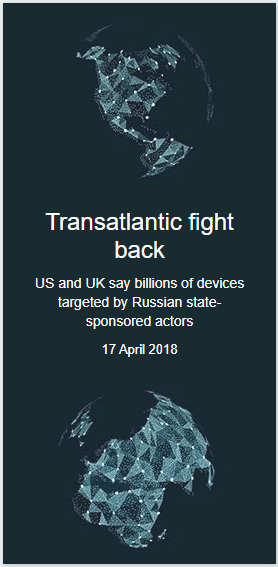 Transatlantic fight
back
US and UK say billions of devices
targeted by Russian state-
sponsored actors
17 April 2018